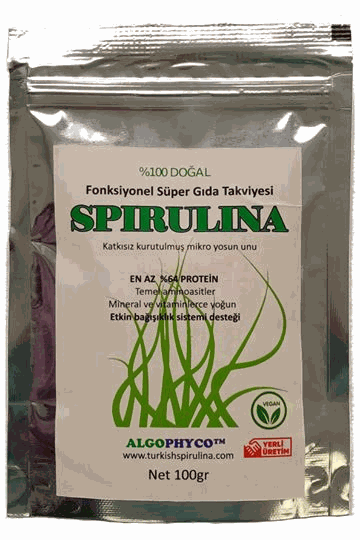 %100 DOĞAL
Fonksiyonel Süper Gıda Takviyesi
SPIRULINA
Katkısız kurutulmuş mikro yosun unu
EN AZ %64 PROTEİN
Temel aminoasitler
Mineral ve vitaminlerce yoğun
Etkin bağışıklık sistemi desteği
VEGAN
ALGOPHYCO™
YERLİ
ÜRETİM
www.turkishspirulina.com
Net 100gr